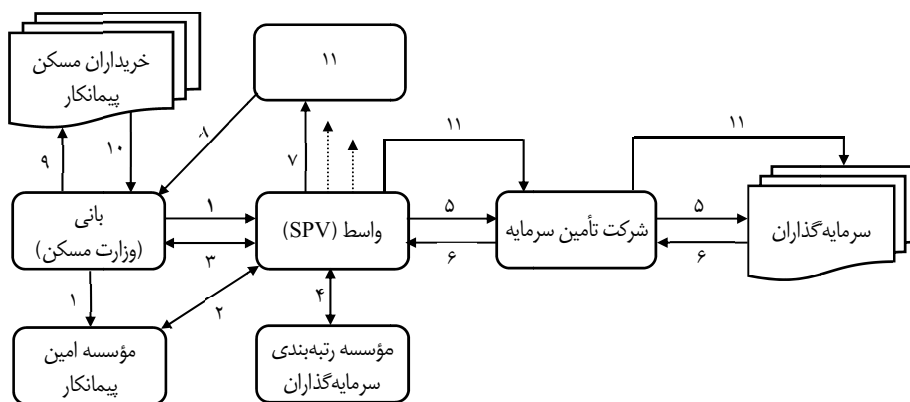 خریداران مسکن
پیمانکار
۱۱
۹
۱۰
۸
۷
۱۱
۱۱
بانی
(وزارت مسکن)
۱
۳
واسط (SPV)
۵
۶
شرکت تأمین سرمایه
۵
۶
سرمایه‌گذاران
۱
۲
۴
مؤسسه امین
پیمانکار
مؤسسه رتبه‌بندی
سرمایه‌گذاران